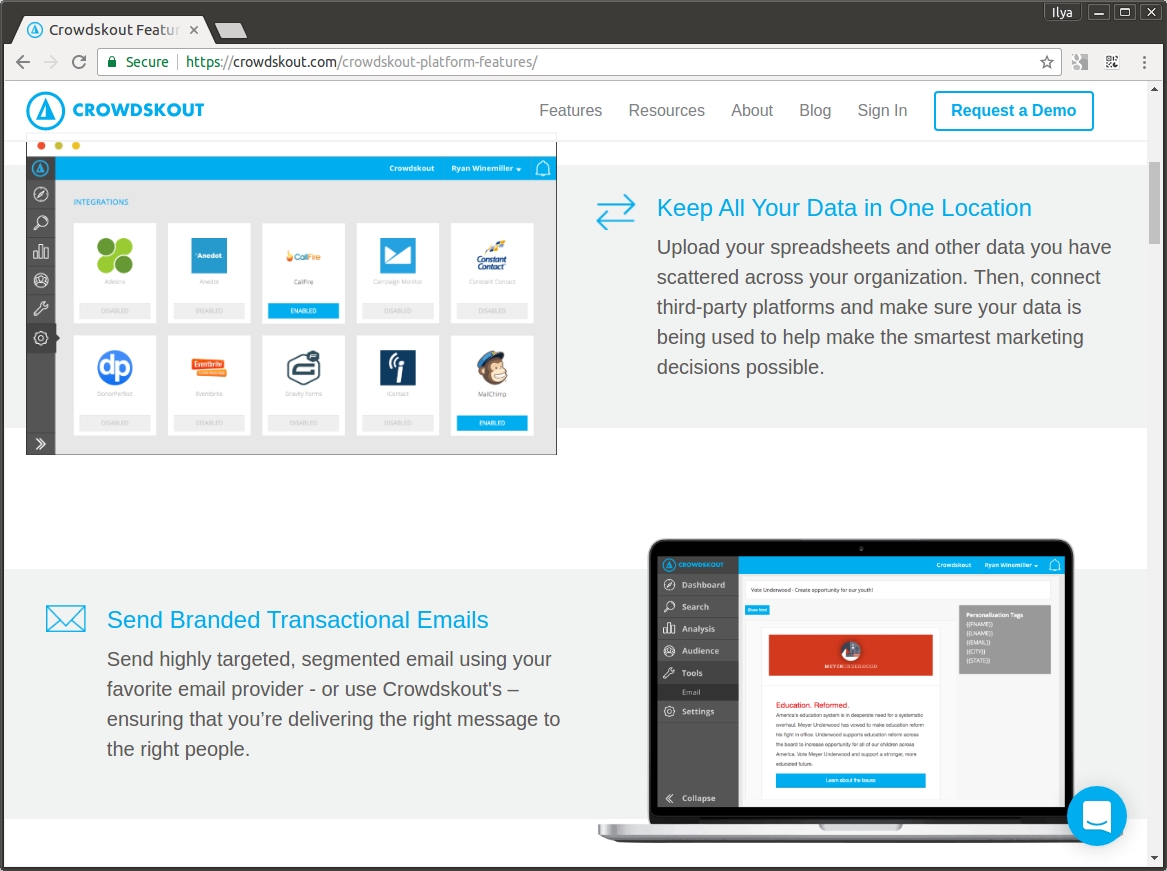 Ilya
Crowdskout Featur
Secure
https://crowdskout.com/crowdskout-platform-features/
CROWDSKOUT
Features
Resources
About
Blog
Sign In
Request a Demo
Crowdskout
Ryan Winemiller
INTEGRATIONS
Adestra
DISABLED
Anedot
Anedot
DISABLED
CallFire
CallFire
ENABLED
Campaign Monitor
DISABLED
Constant
Contact
Constant Contact
DISABLED
dp
DonorPerfect
DISABLED
Eventbrite
Eventbrite
DISABLED
Gravity Forms
DISABLED
iContact
DISABLED
MailChimp
ENABLED
Keep All Your Data in One Location
Upload your spreadsheets and other data you have
scattered across your organization. Then, connect
third-party platforms and make sure your data is
being used to help make the smartest marketing
decisions possible.
Send Branded Transactional Emails
Send highly targeted, segmented email using your
favorite email provider - or use Crowdskout's –
ensuring that you’re delivering the right message to
the right people.
CROWDSKOUT
Crowdskout
Ryan Winemiller
Dashboard
Search
Analysis
Audience
Tools
Email
Settings
Collapse
Vote Underwood - Create opportunity for our youth!
Show html
Personalization Tags
{{FNAME}}
{{LNAME}}
{{EMAIL}}
{{CITY}}
{{STATE}}
MEYERUNDERWOOD
Education. Reformed.
America's education system is in desperate need for a systematic
overhaul. Meyer Underwood has vowed to make education reform
his fight in office. Underwood supports education reform across
the board to increase opportunity for all of our children across
America. Vote Meyer Underwood and support a stronger, more
educated future.
Learn about the issues